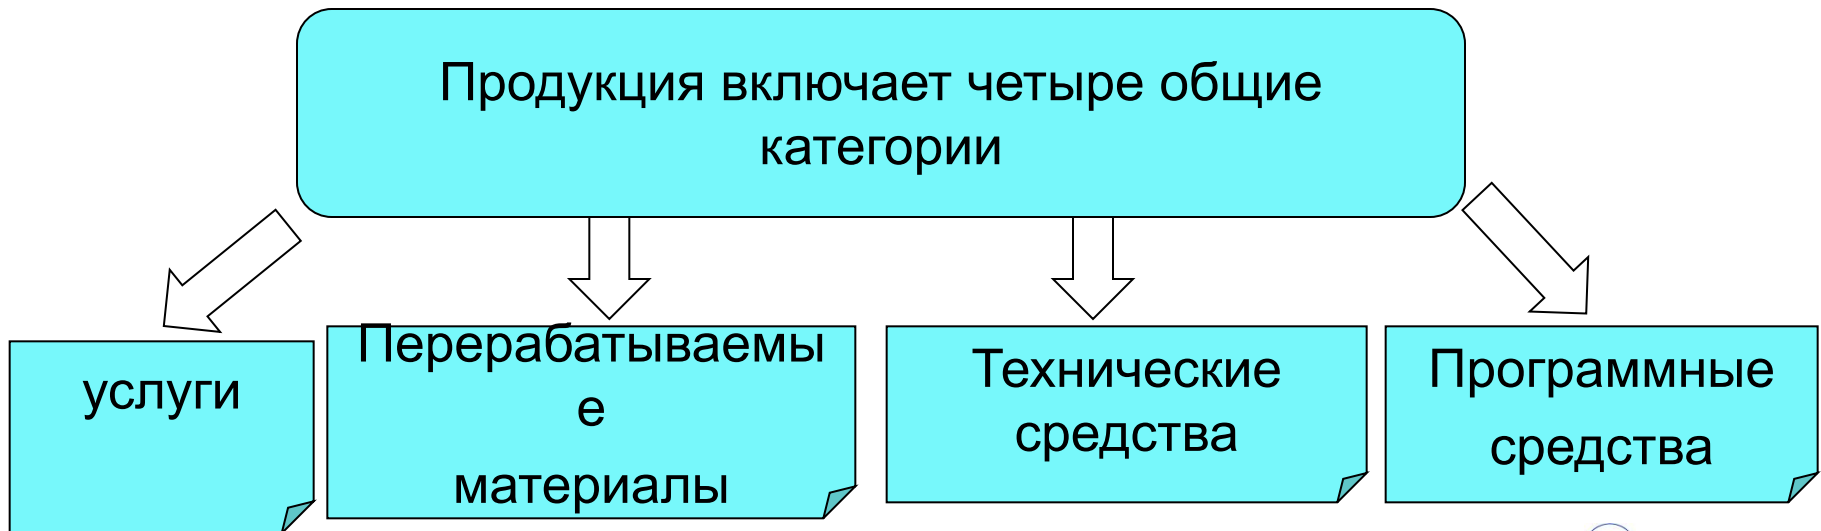 Продукция включает четыре общие
категории
услуги
Перерабатываемы
е
материалы
Технические
средства
Программные
средства